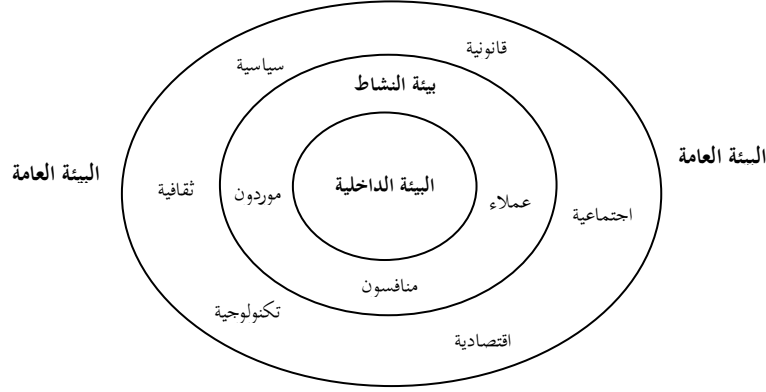 قانونية
سياسية
بيئة النشاط
البيئة العامة
البيئة العامة
البيئة الداخلية
ثقافية
موردون
عملاء
اجتماعية
منافسون
تكنولوجية
اقتصادية